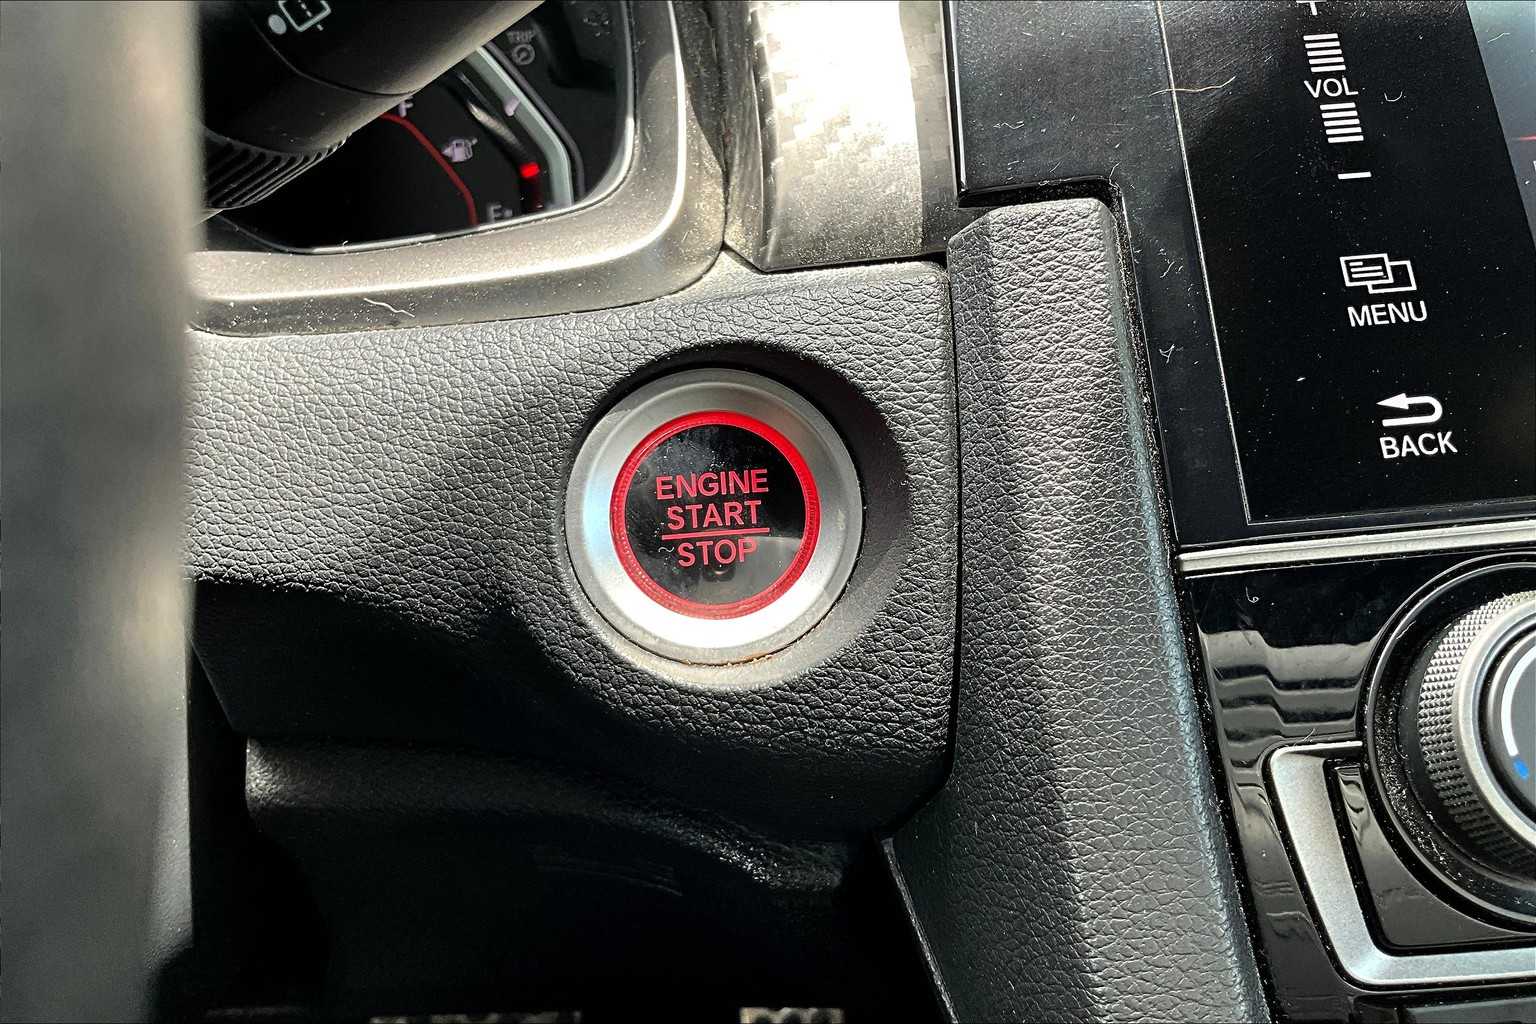 TRIP
F
E
VOL
MENU
BACK
ENGINE
START
STOP